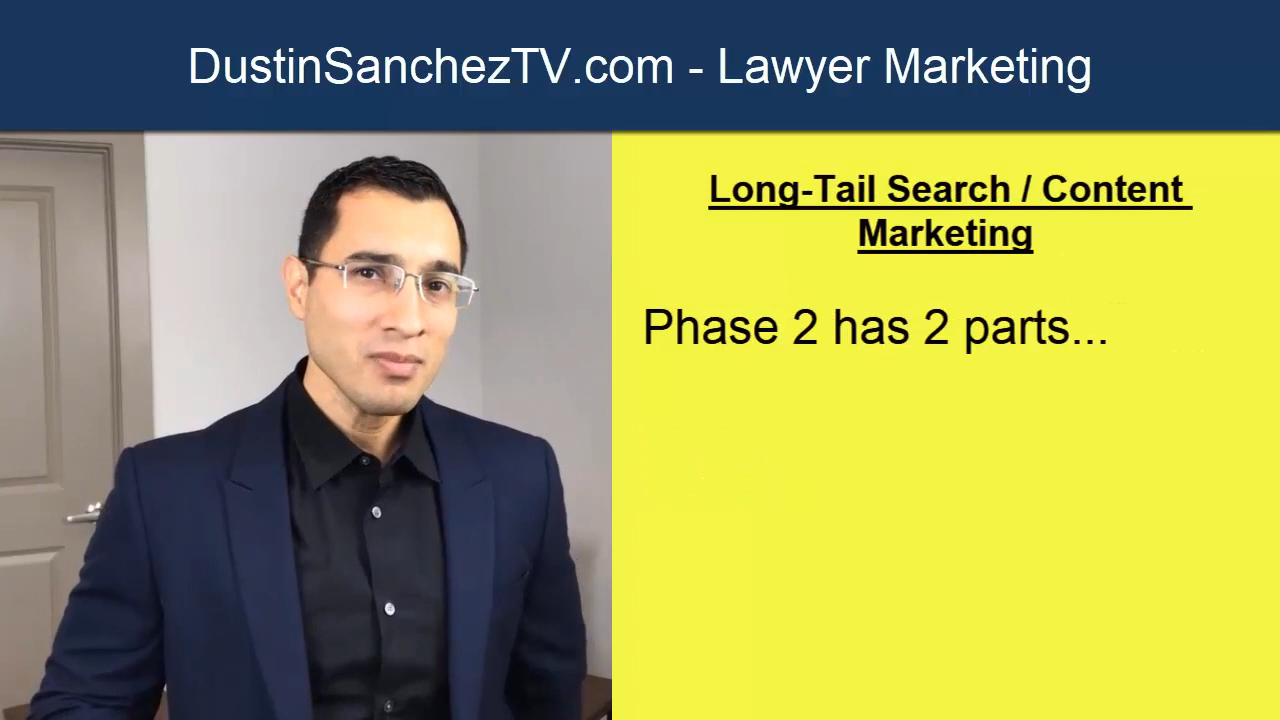 DustinSanchezTV.com - Lawyer Marketing
Long-Tail Search / Content
Marketing
Phase 2 has 2 parts...